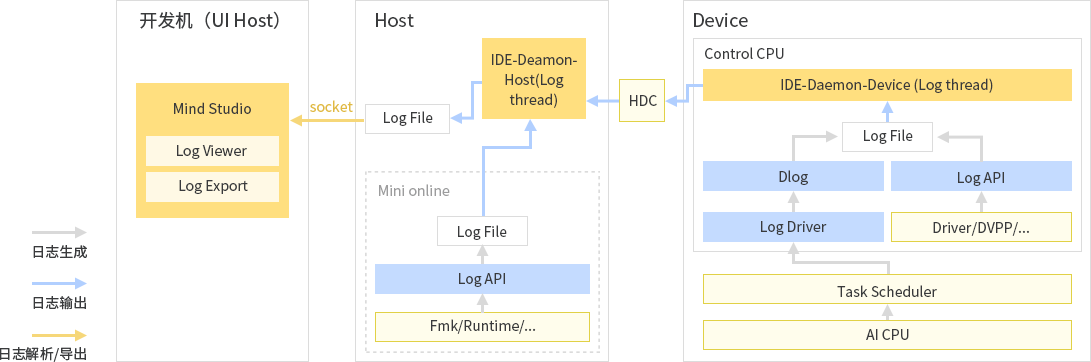 开发机（UI Host）
Mind Studio
Log Viewer
Log Export
日志生成
日志输出
日志解析/导出
socket
Host
IDE-Deamon-
Host(Log
thread)
Log File
Mini online
Log File
Log API
Fmk/Runtime/...
HDC
Device
Control CPU
IDE-Daemon-Device (Log thread)
Log File
Dlog
Log API
Log Driver
Driver/DVPP/...
Task Scheduler
AI CPU